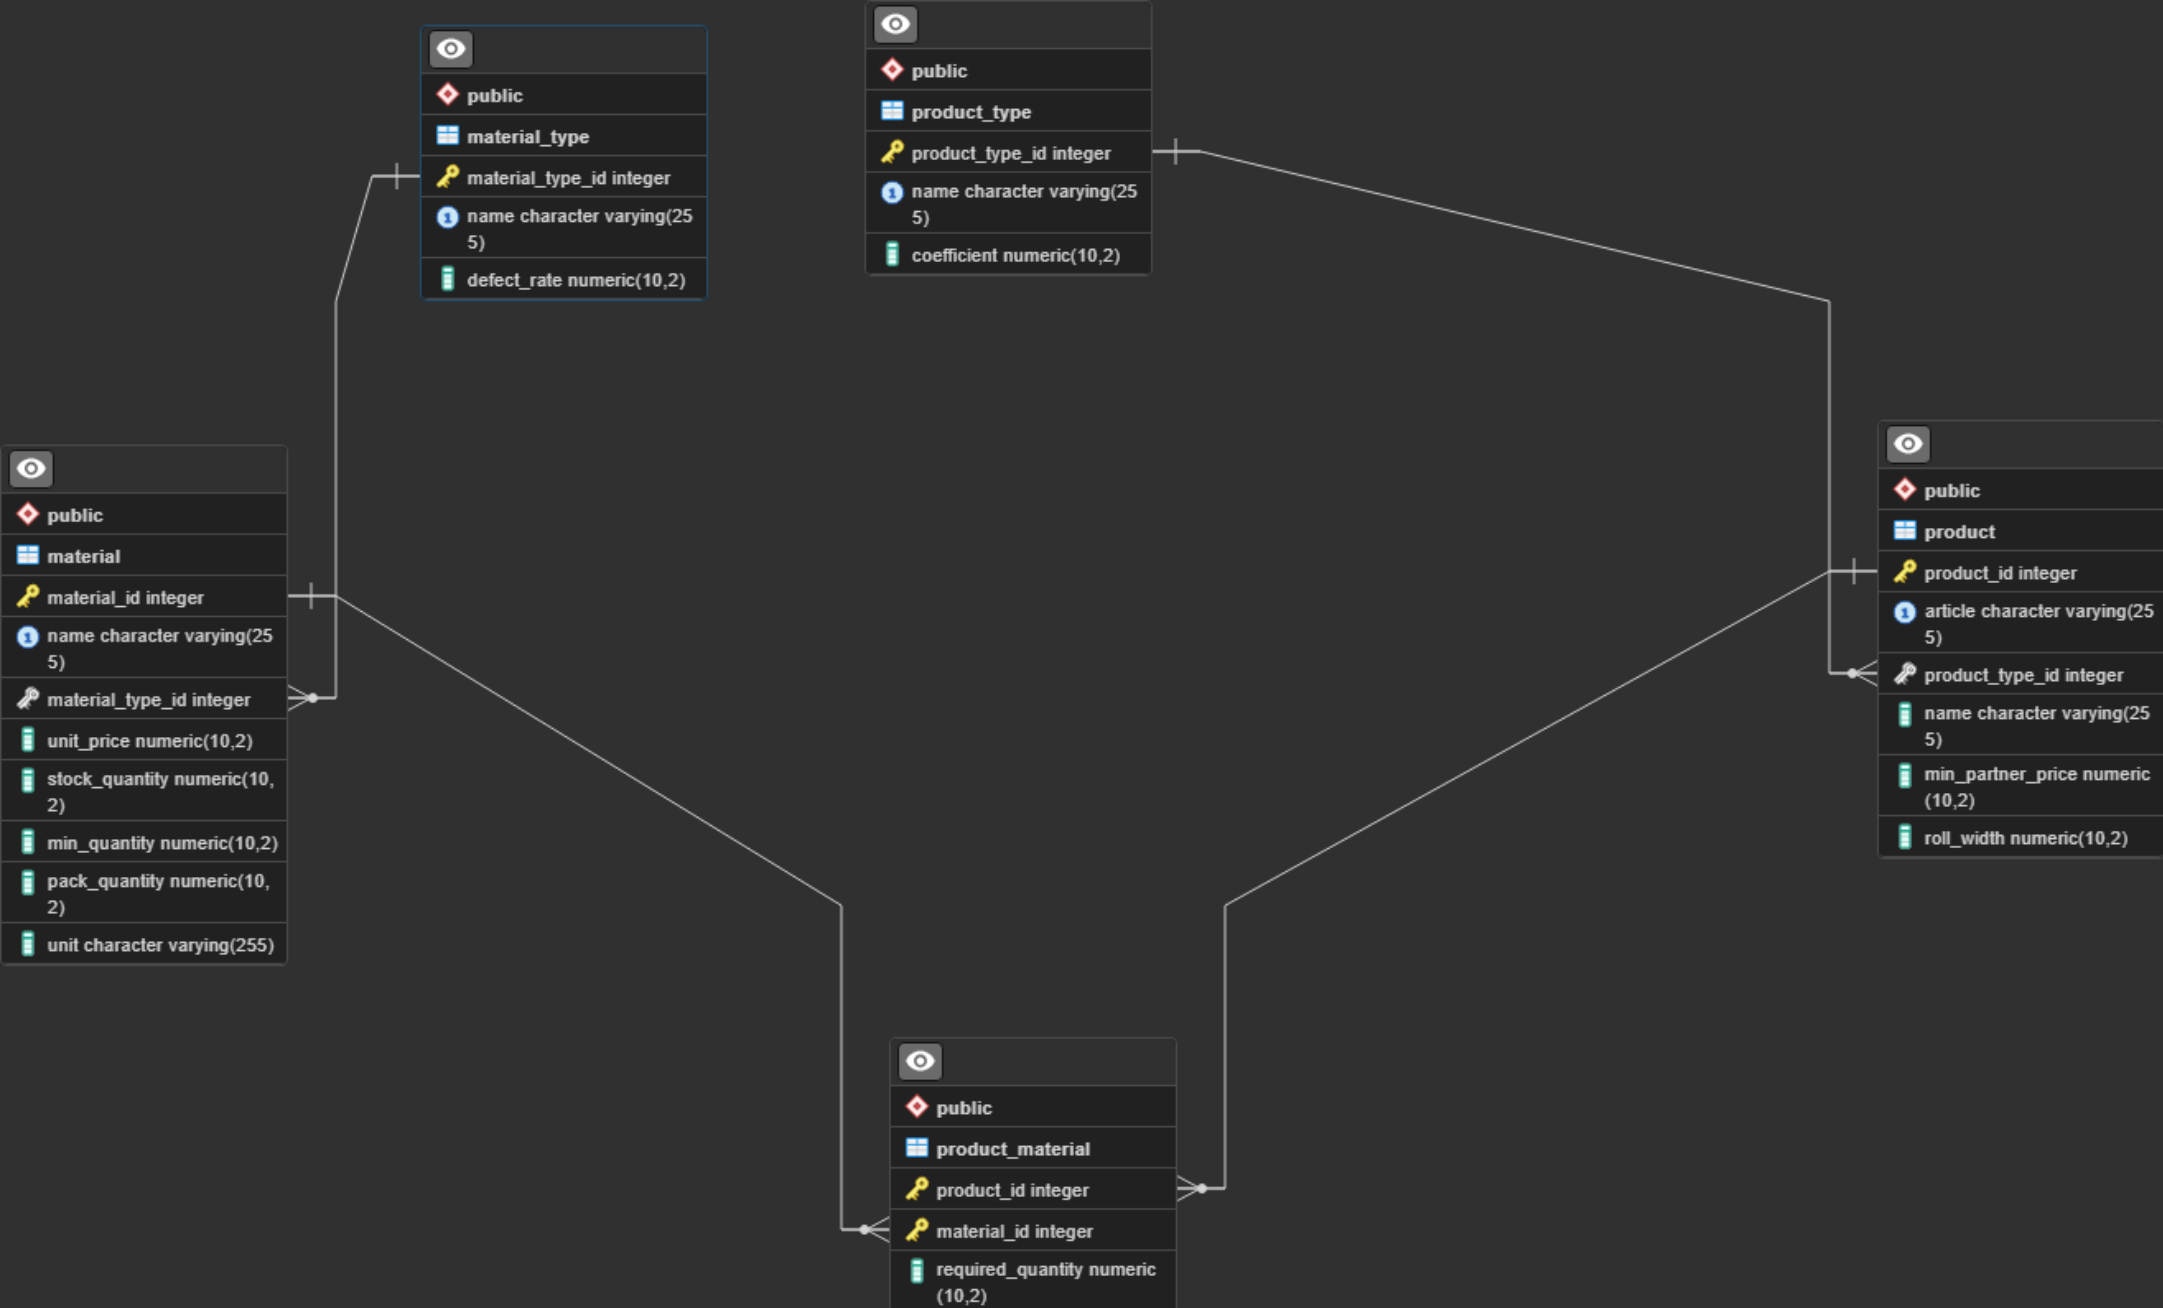 public
material_type
material_type_id integer
name character varying(25
5)
defect_rate numeric(10,2)
public
product_type
product_type_id integer
name character varying(25
5)
coefficient numeric(10,2)
public
material
material_id integer
name character varying(25
5)
material_type_id integer
unit_price numeric(10,2)
stock_quantity numeric(10,
2)
min_quantity numeric(10,2)
pack_quantity numeric(10,
2)
unit character varying(255)
public
product
product_id integer
article character varying(25
5)
product_type_id integer
name character varying(25
5)
min_partner_price numeric
(10,2)
roll_width numeric(10,2)
public
product_material
product_id integer
material_id integer
required_quantity numeric
(10,2)